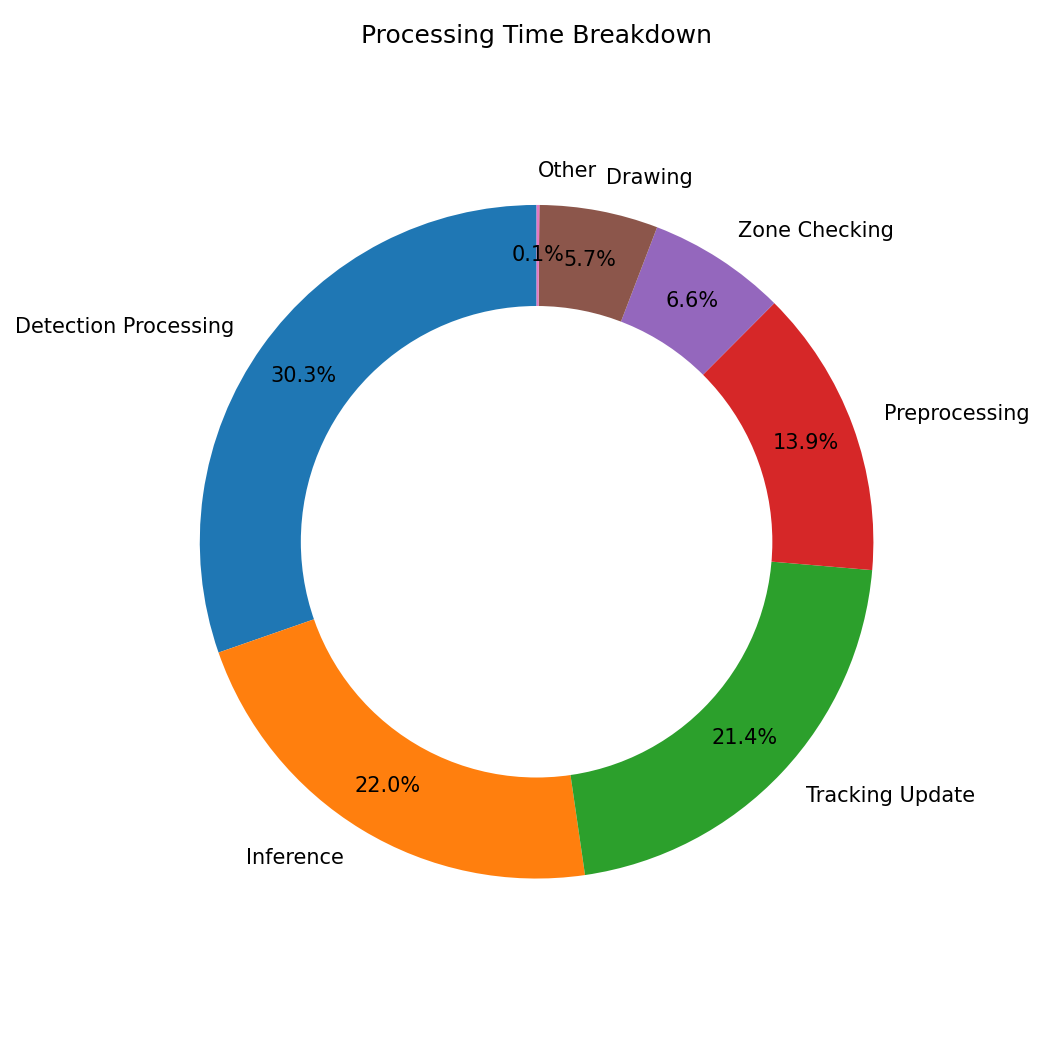 Processing Time Breakdown
Other
Drawing
Zone Checking
0.1%
5.7%
6.6%
Detection Processing
30.3%
Preprocessing
13.9%
21.4%
Tracking Update
22.0%
Inference